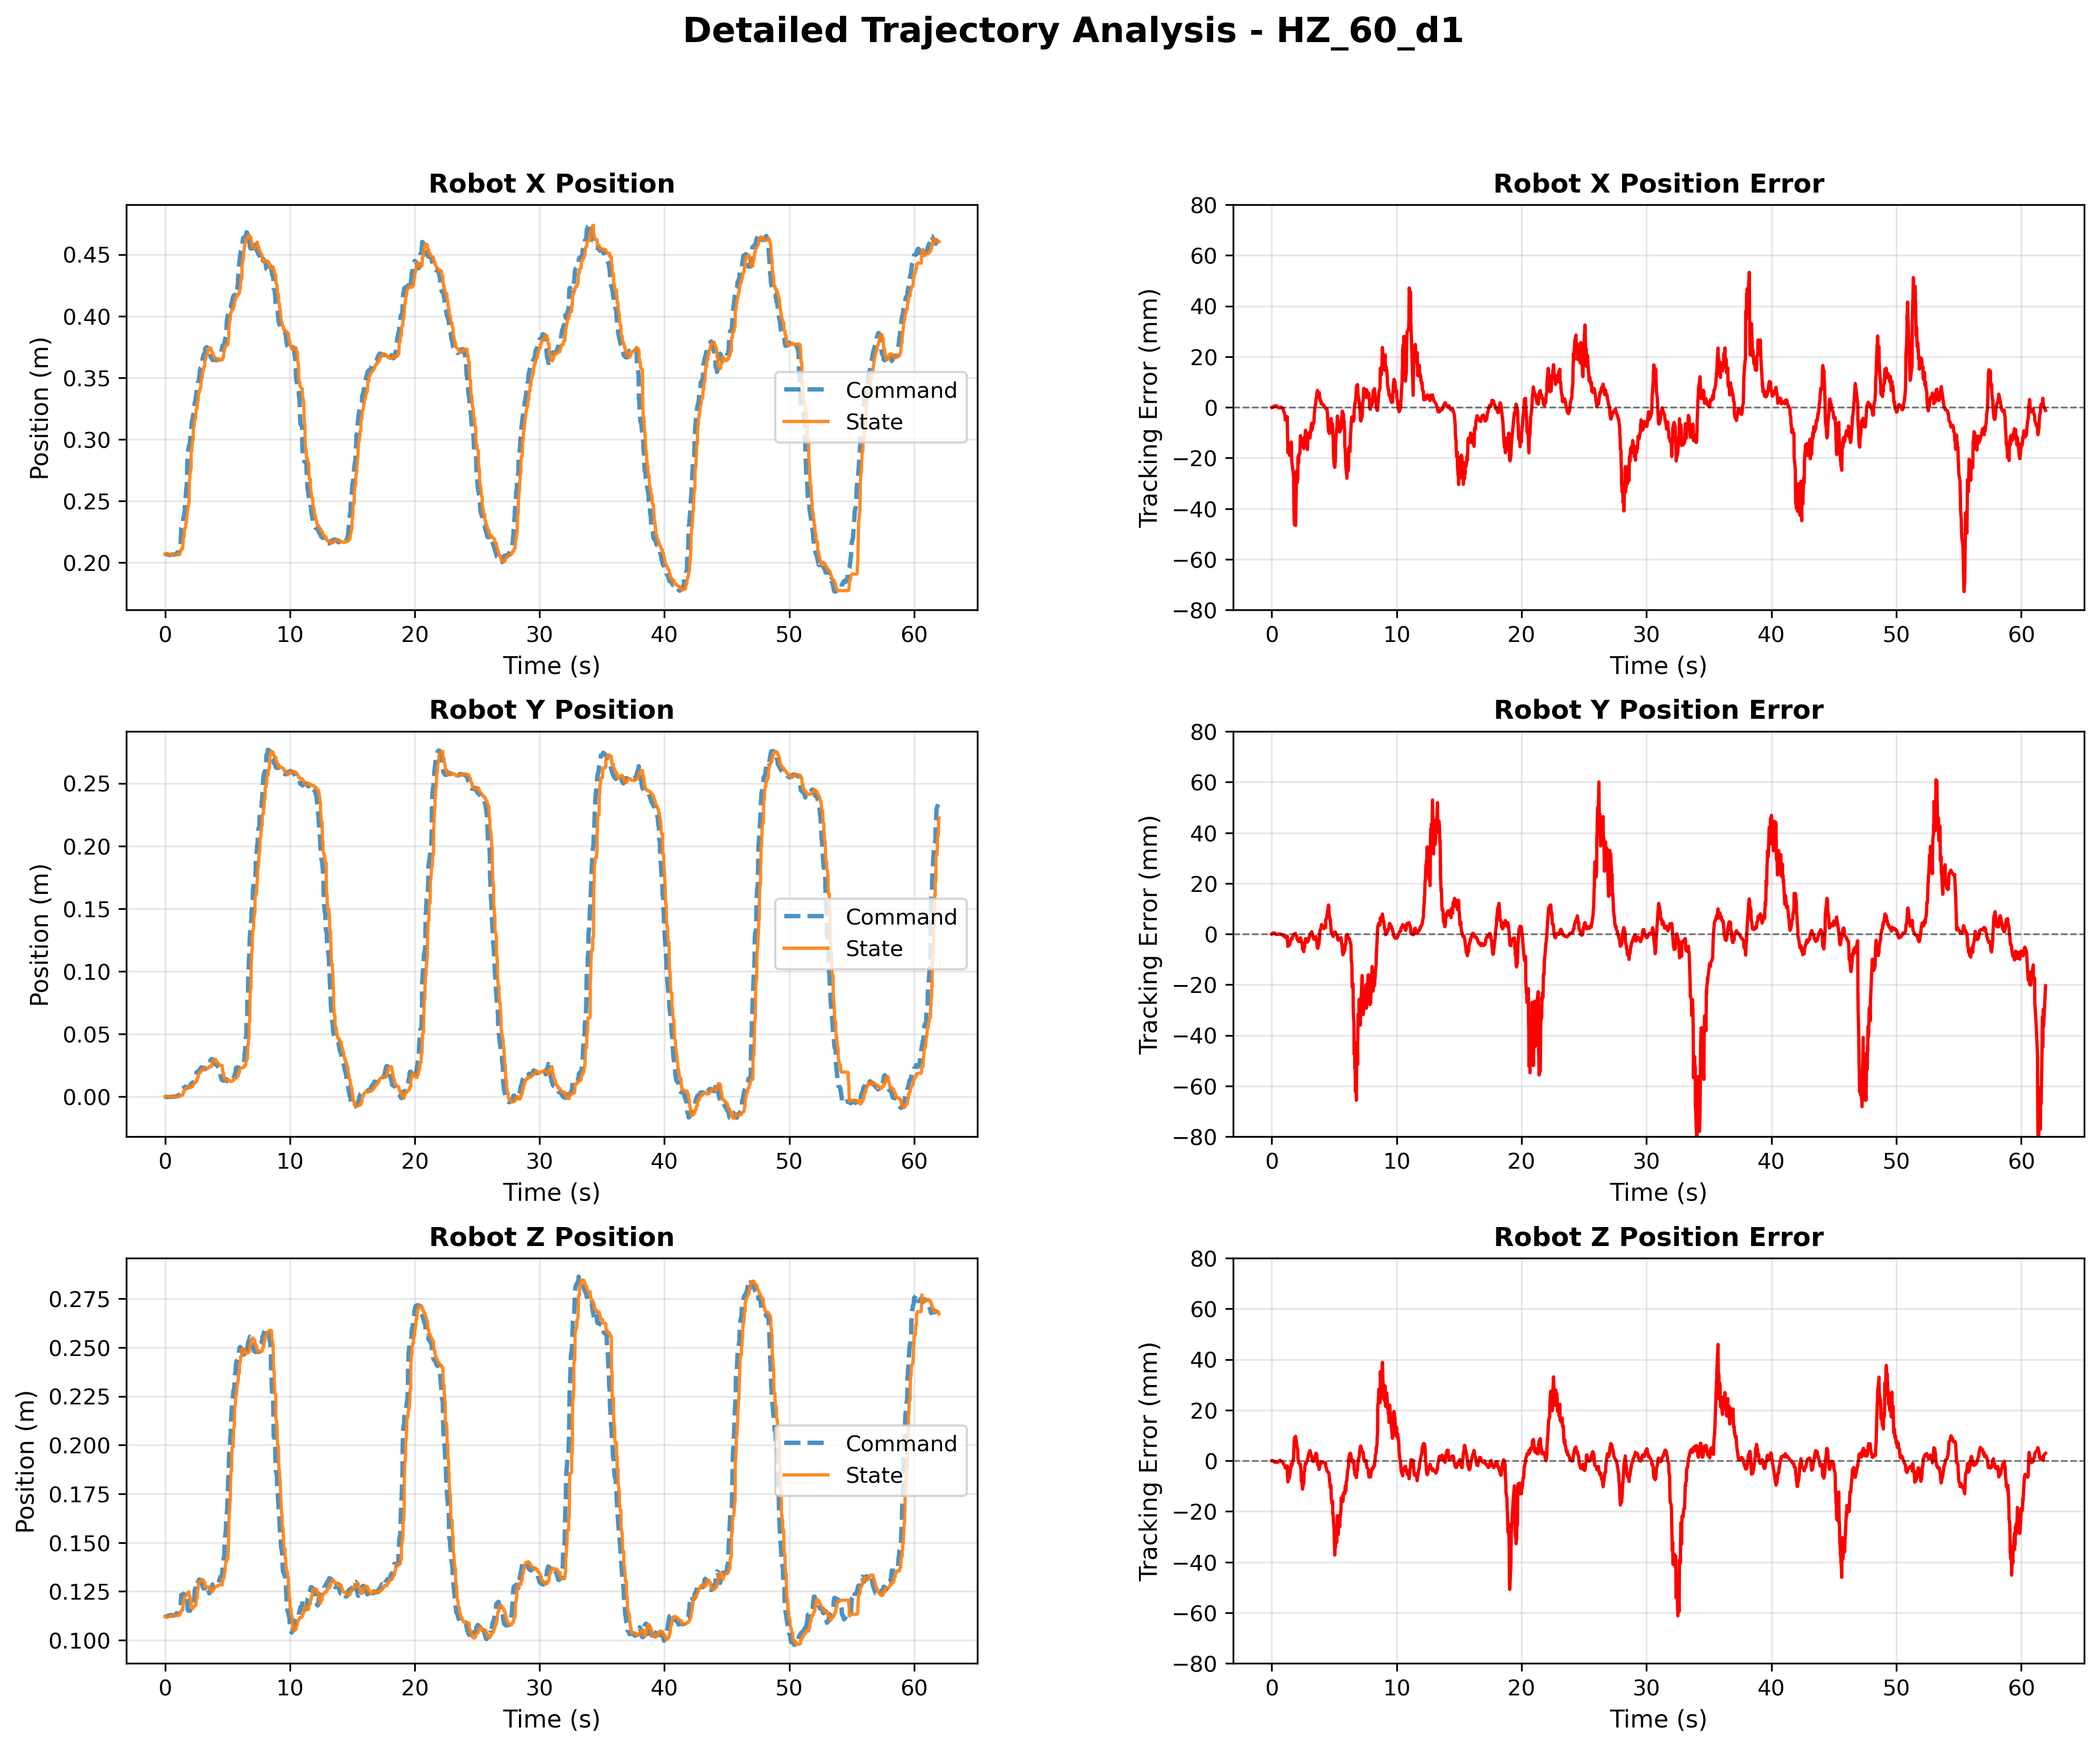 Detailed Trajectory Analysis - HZ_60_d1
Robot X Position
Position (m)
0.45
0.40
0.35
0.30
0.25
0.20
Command
State
0 10 20 30 40 50 60
Time (s)
Robot X Position Error
Tracking Error (mm)
80
60
40
20
0
−20
−40
−60
−80
0 10 20 30 40 50 60
Time (s)
Robot Y Position
Position (m)
0.25
0.20
0.15
0.10
0.05
0.00
Command
State
0 10 20 30 40 50 60
Time (s)
Robot Y Position Error
Tracking Error (mm)
80
60
40
20
0
−20
−40
−60
−80
0 10 20 30 40 50 60
Time (s)
Robot Z Position
Position (m)
0.275
0.250
0.225
0.200
0.175
0.150
0.125
0.100
Command
State
0 10 20 30 40 50 60
Time (s)
Robot Z Position Error
Tracking Error (mm)
80
60
40
20
0
−20
−40
−60
−80
0 10 20 30 40 50 60
Time (s)